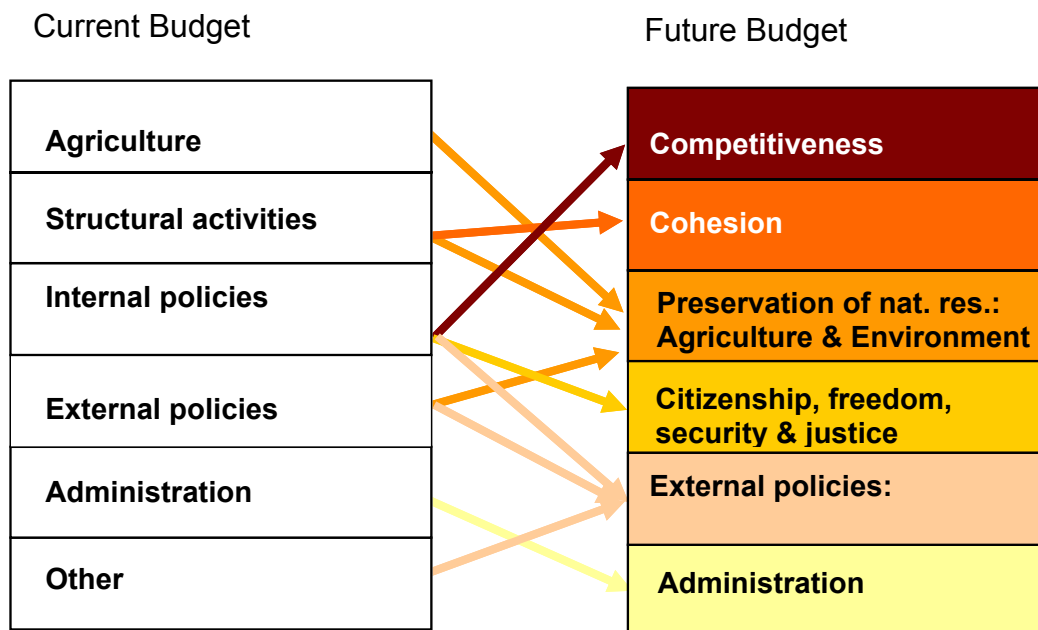 Current Budget
Agriculture
Structural activities
Internal policies
External policies
Administration
Other
Future Budget
Competitiveness
Cohesion
Preservation of nat. res.:
Agriculture & Environment
Citizenship, freedom,
security & justice
External policies:
Administration